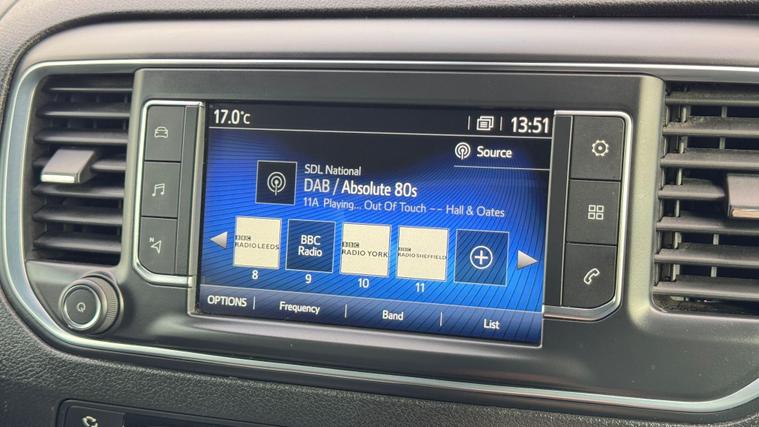 17.0°C
13:51
Source
SDL National
DAB / Absolute 80s
11A Playing... Out Of Touch -- Hall & Oates
BBC RADIO LEEDS
BBC Radio
BBC RADIO YORK
BBC RADIO SHEFFIELD
8
9
10
11
OPTIONS
Frequency
Band
List
N